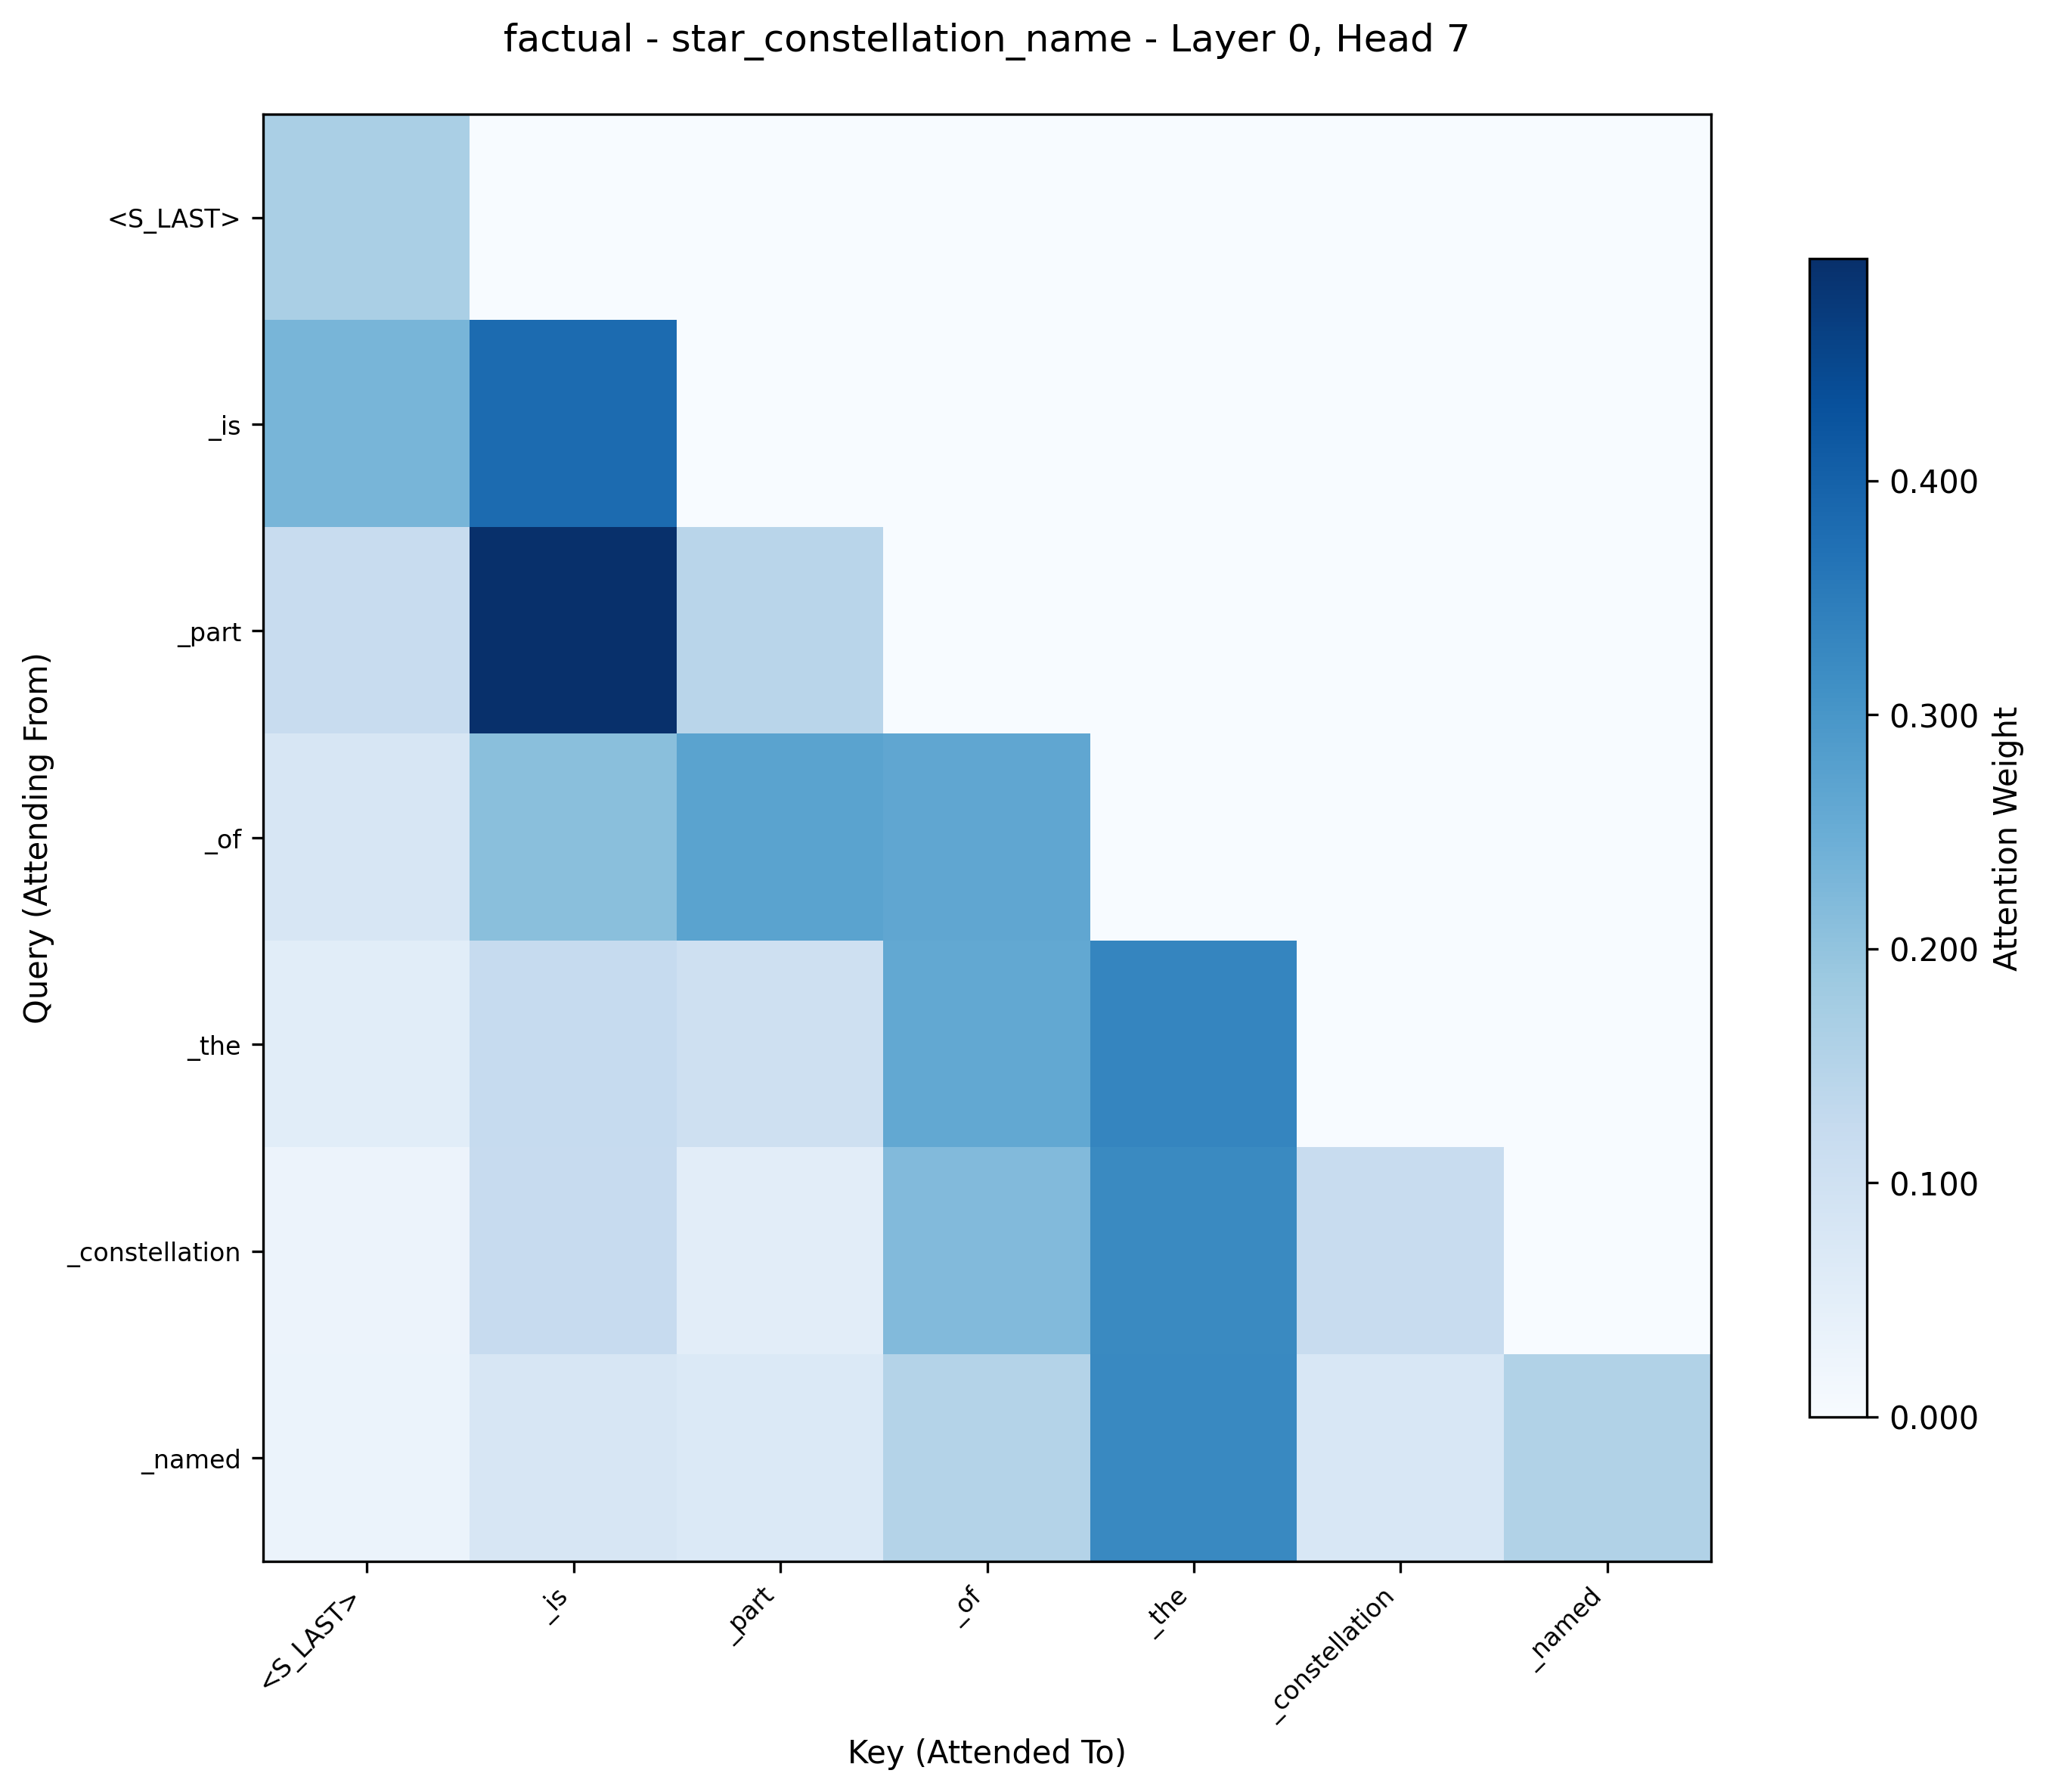 factual - star_constellation_name - Layer 0, Head 7
<S_LAST>
_is
_part
_of
_the
_constellation
_named
Query (Attending From)
<S_LAST>
_is
_part
_of
_the
_constellation
_named
Key (Attended To)
0.400
0.300
0.200
0.100
0.000
Attention Weight